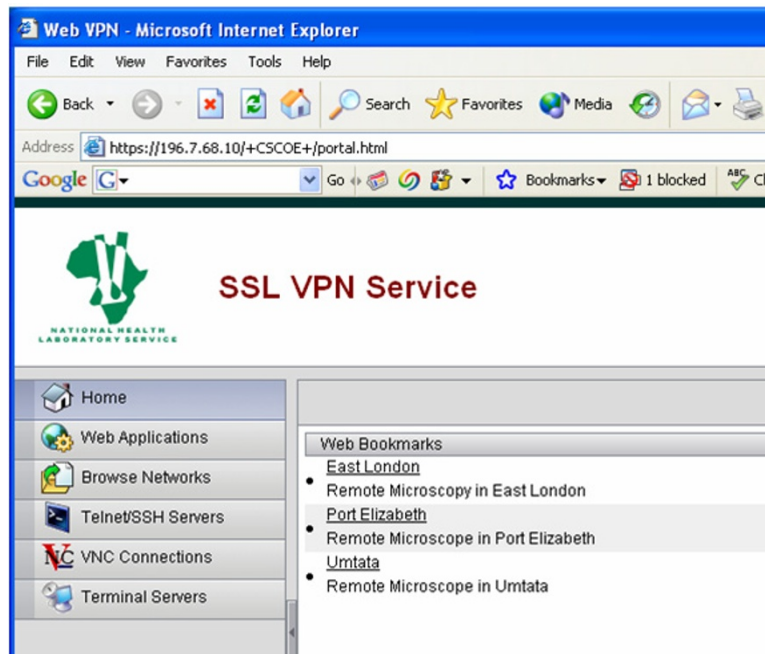 Web VPN - Microsoft Internet Explorer
File Edit View Favorites Tools Help
Back Search Favorites Media
Address https://196.7.68.10/+CSCOE+/portal.html
Google G Go Bookmarks 1 blocked ABC
NATIONAL HEALTH
LABORATORY SERVICE
SSL VPN Service
Home
Web Applications
Browse Networks
Telnet/SSH Servers
VNC VNC Connections
Terminal Servers
Web Bookmarks
East London
Remote Microscopy in East London
Port Elizabeth
Remote Microscope in Port Elizabeth
Umtata
Remote Microscope in Umtata